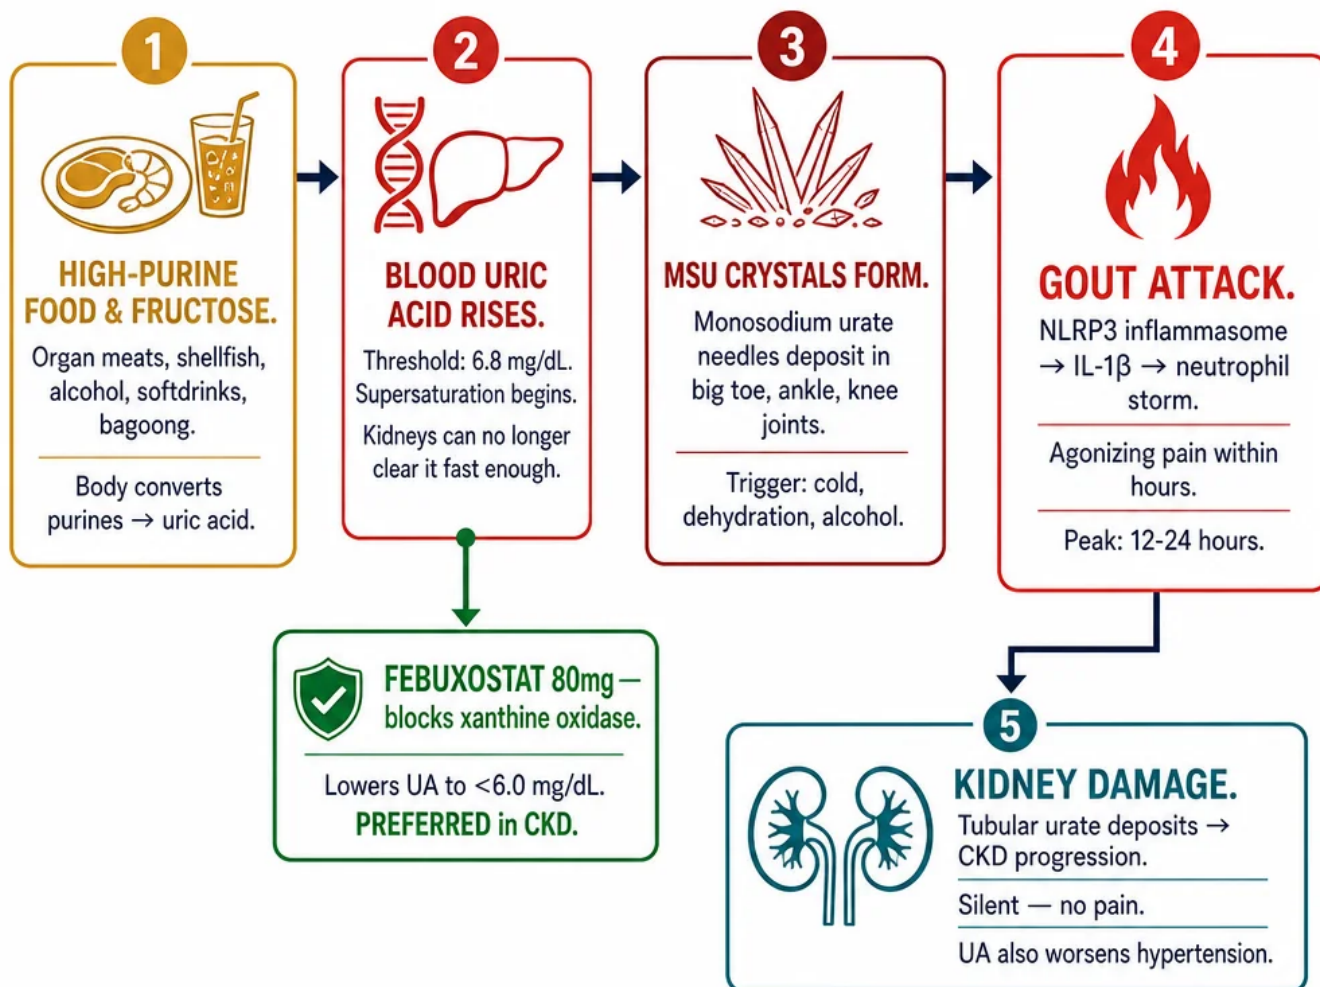 1
HIGH-PURINE
FOOD & FRUCTOSE.
Organ meats, shellfish,
alcohol, softdrinks,
bagoong.
Body converts
purines → uric acid.
2
BLOOD URIC
ACID RISES.
Threshold: 6.8 mg/dL.
Supersaturation begins.
Kidneys can no longer
clear it fast enough.
FEBUXOSTAT 80mg —
blocks xanthine oxidase.
Lowers UA to <6.0 mg/dL.
PREFERRED in CKD.
3
MSU CRYSTALS FORM.
Monosodium urate
needles deposit in
big toe, ankle, knee
joints.
Trigger: cold,
dehydration, alcohol.
4
GOUT ATTACK.
NLRP3 inflammasome
→ IL-1β → neutrophil
storm.
Agonizing pain within
hours.
Peak: 12-24 hours.
5
KIDNEY DAMAGE.
Tubular urate deposits →
CKD progression.
Silent — no pain.
UA also worsens hypertension.